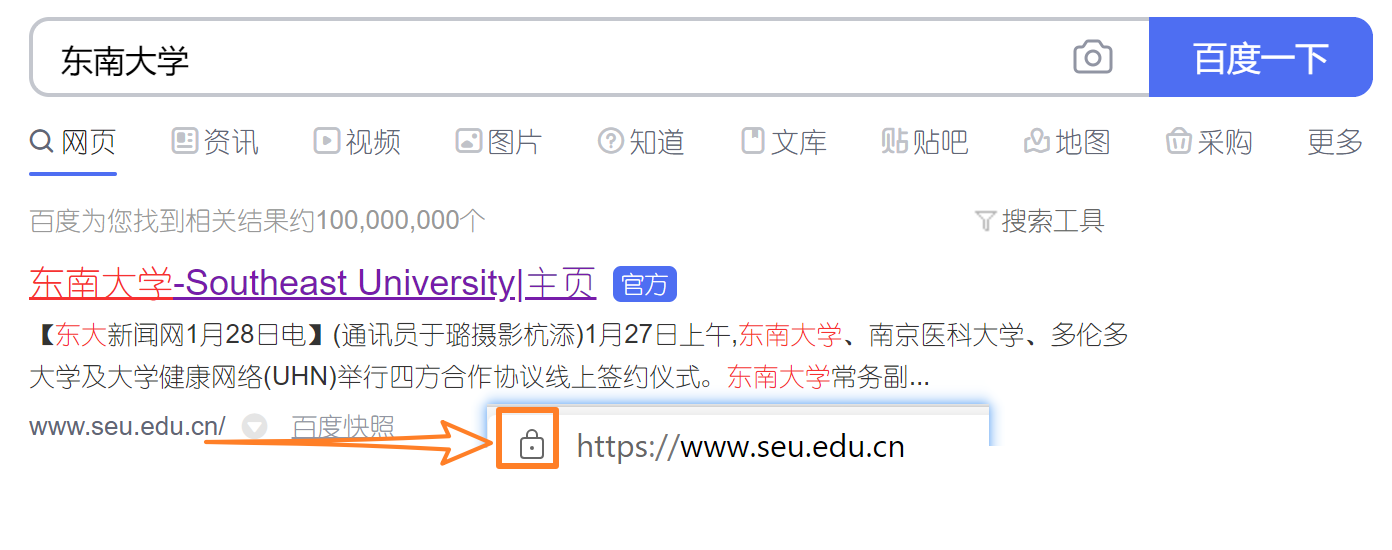 东南大学
百度一下
网页 资讯 视频 图片 知道 文库 贴 贴吧 地图 采购 更多
百度为您找到相关结果约100,000,000个 搜索工具
东南大学-Southeast University|主页 官方
【东大新闻网1月28日电】(通讯员于璐摄影杭添)1月27日上午,东南大学、南京医科大学、多伦多
大学及大学健康网络(UHN)举行四方合作协议线上签约仪式。东南大学常务副...
www.seu.edu.cn/ 百度快照
https://www.seu.edu.cn